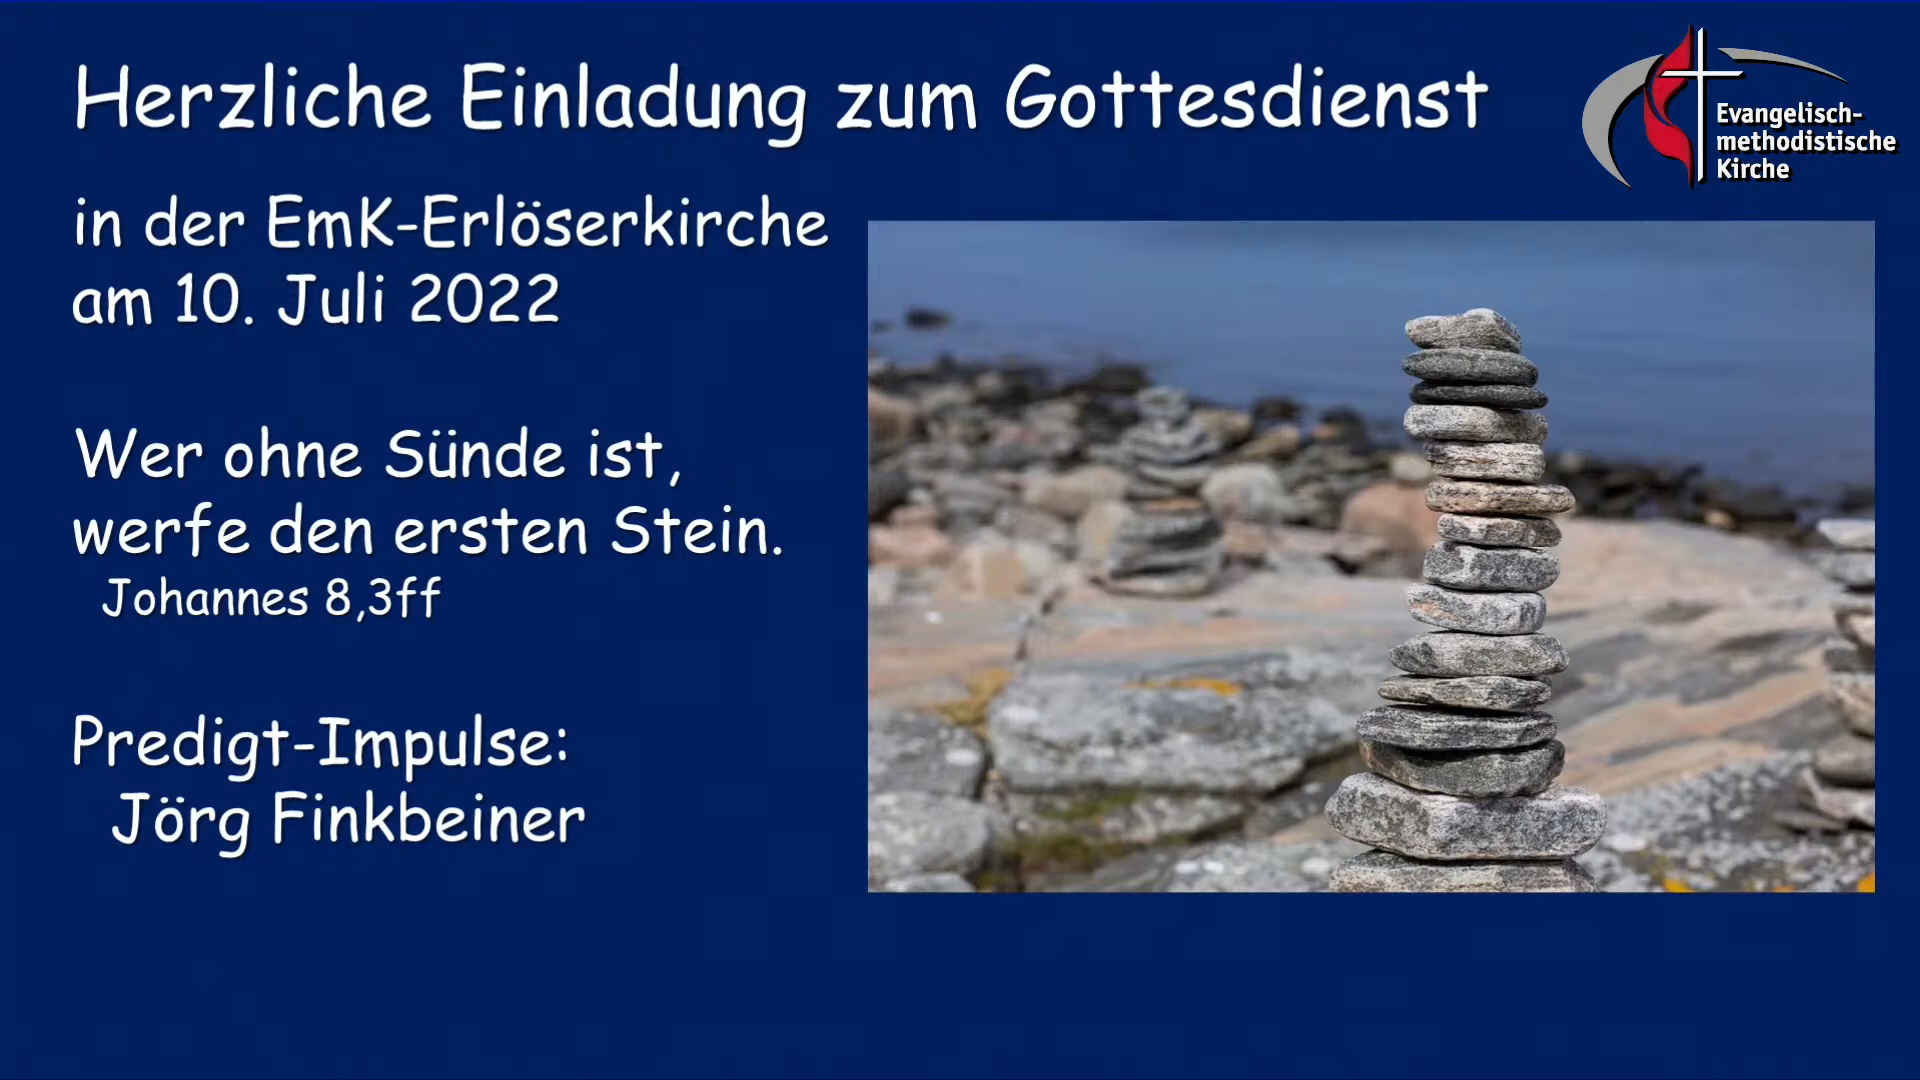 Herzliche Einladung zum Gottesdienst
Evangelisch-
methodistische
Kirche
in der EmK-Erlöserkirche
am 10. Juli 2022
Wer ohne Sünde ist,
werfe den ersten Stein.
Johannes 8,3ff
Predigt-Impulse:
Jörg Finkbeiner